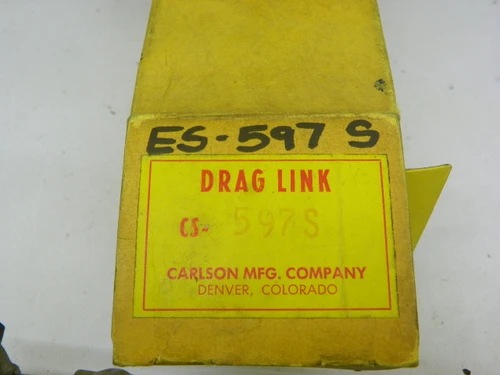 ES-597 S
DRAG LINK
CS- 597S
CARLSON MFG. COMPANY
DENVER, COLORADO